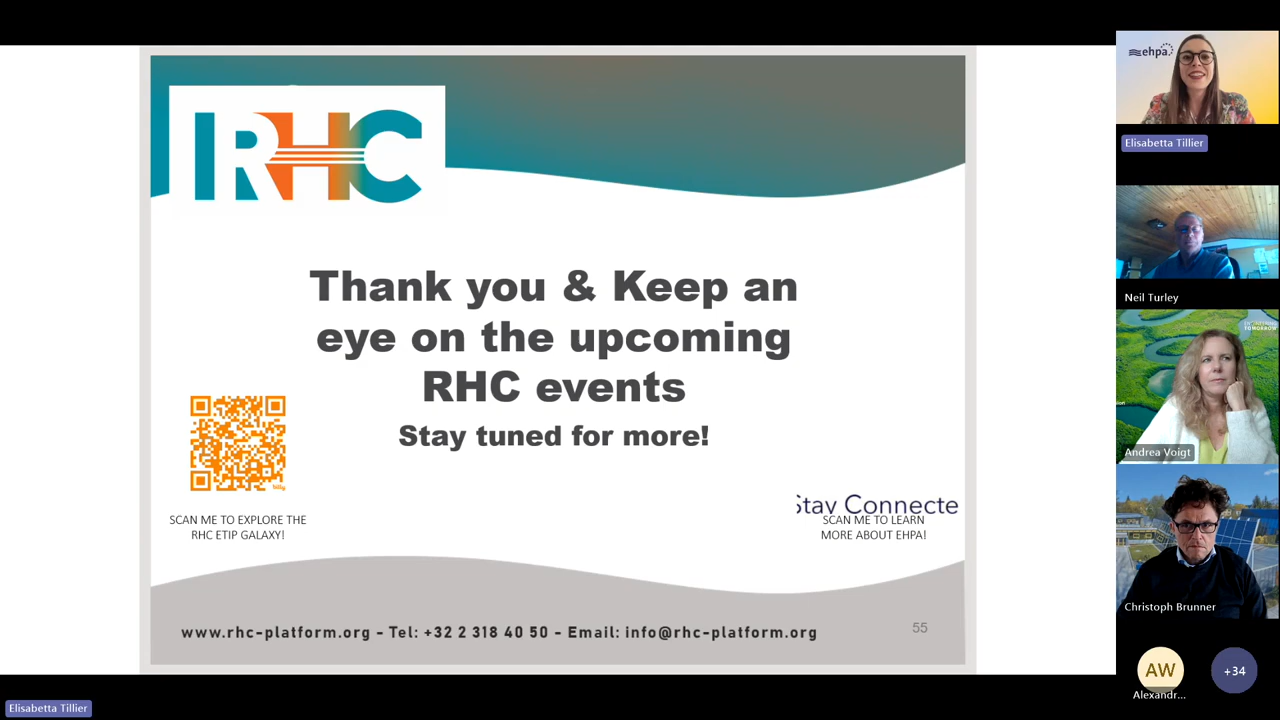 RHC
Thank you & Keep an
eye on the upcoming
RHC events
Stay tuned for more!
bitly
SCAN ME TO EXPLORE THE
RHC ETIP GALAXY!
Stay Connecte
SCAN ME TO LEARN
MORE ABOUT EHPA!
www.rhc-platform.org - Tel: +32 2 318 40 50 - Email: info@rhc-platform.org
55
Elisabetta Tillier
ehpa
Elisabetta Tillier
Neil Turley
TOMORROW
Andrea Voigt
Christoph Brunner
AW
Alexandr...
+34